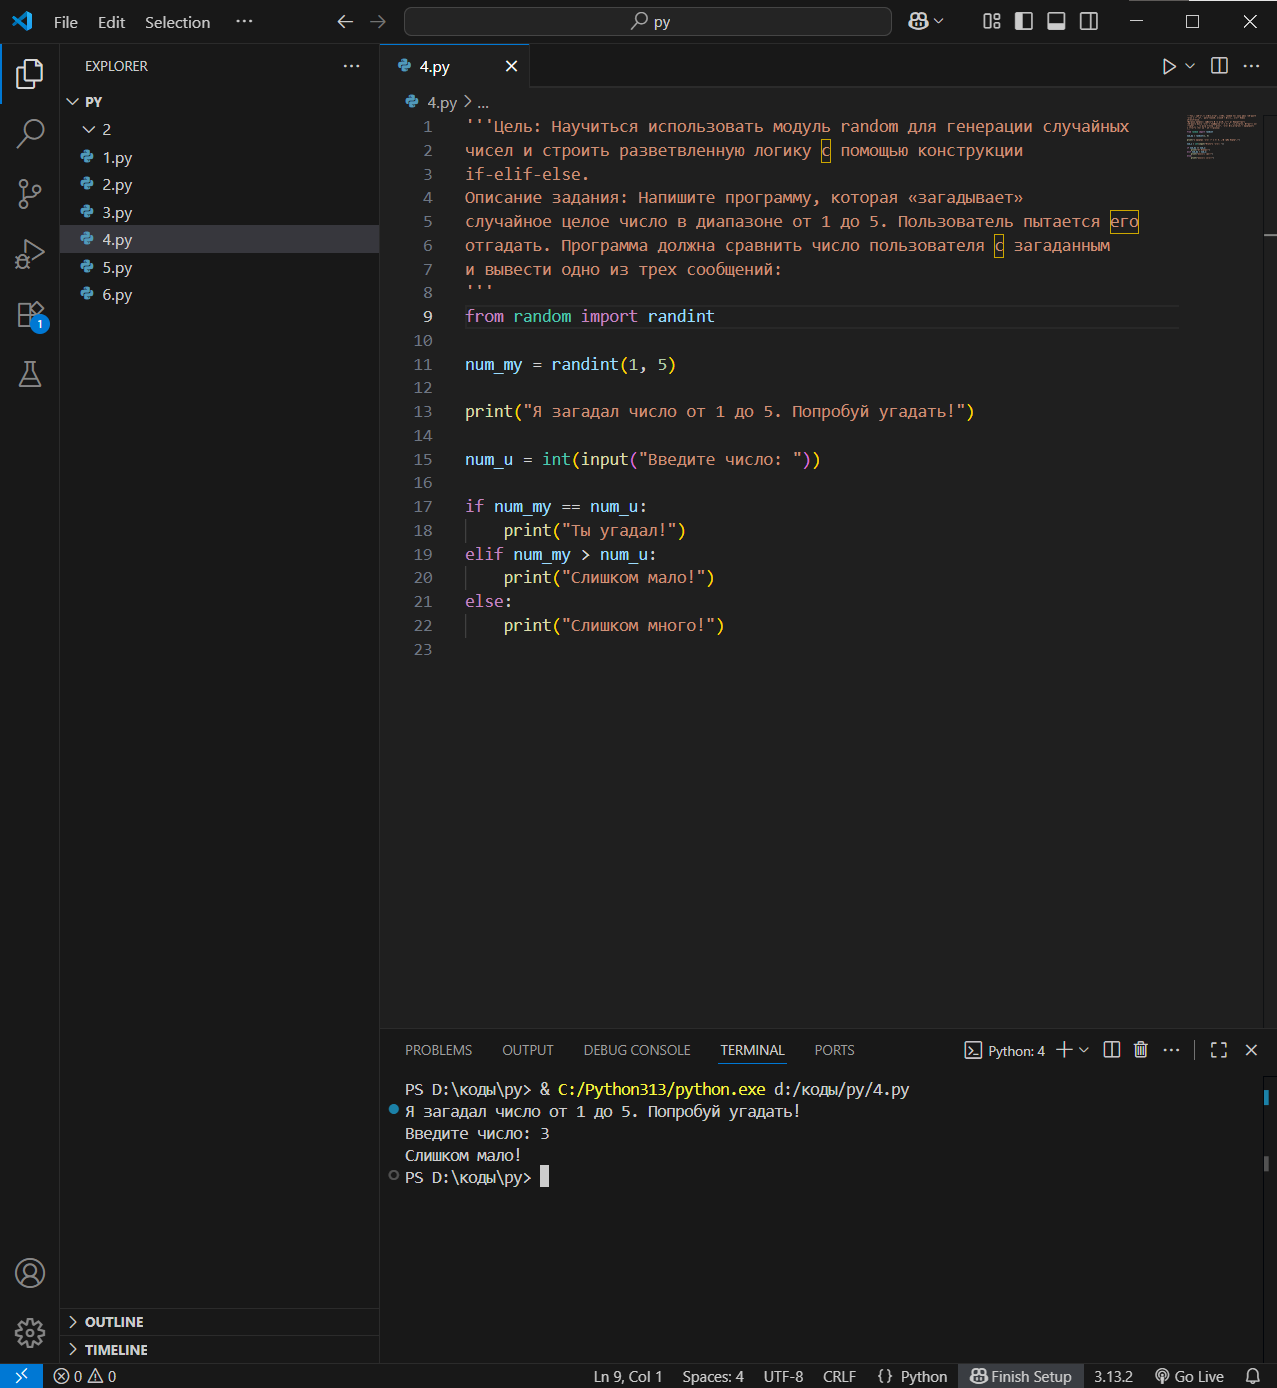 File Edit Selection ···
py
EXPLORER
PY
2
1.py
2.py
3.py
4.py
5.py
6.py
1
OUTLINE
TIMELINE
4.py
4.py > ...
1 '''Цель: Научиться использовать модуль random для генерации случайных
2 чисел и строить разветвленную логику с помощью конструкции
3 if-elif-else.
4 Описание задания: Напишите программу, которая «загадывает»
5 случайное целое число в диапазоне от 1 до 5. Пользователь пытается его
6 отгадать. Программа должна сравнить число пользователя с загаданным
7 и вывести одно из трех сообщений:
8 '''
9 from random import randint
10
11 num_my = randint(1, 5)
12
13 print("Я загадал число от 1 до 5. Попробуй угадать!")
14
15 num_u = int(input("Введите число: "))
16
17 if num_my == num_u:
18     print("Ты угадал!")
19 elif num_my > num_u:
20     print("Слишком мало!")
21 else:
22     print("Слишком много!")
23
PROBLEMS OUTPUT DEBUG CONSOLE TERMINAL PORTS
Python: 4
PS D:\коды\py> & C:/Python313/python.exe d:/коды/py/4.py
Я загадал число от 1 до 5. Попробуй угадать!
Введите число: 3
Слишком мало!
PS D:\коды\py>
0 0
Ln 9, Col 1 Spaces: 4 UTF-8 CRLF {} Python Finish Setup 3.13.2 Go Live